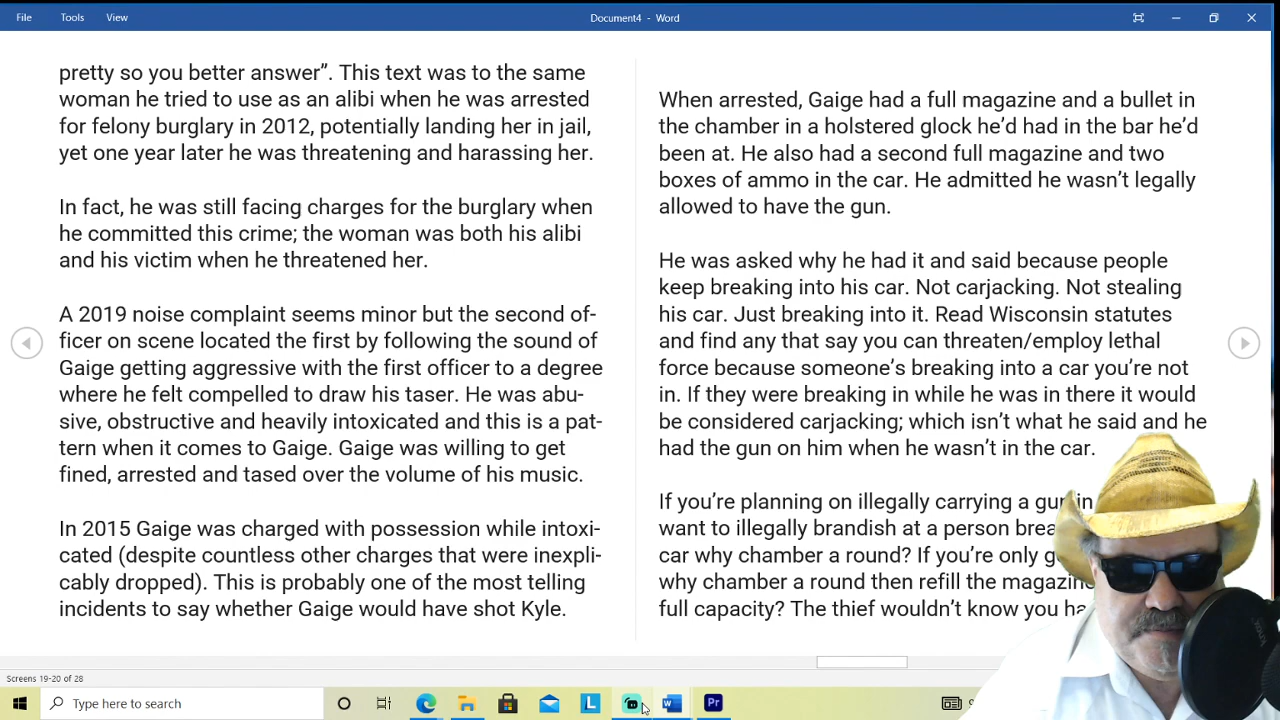 File Tools View Document4 - Word
pretty so you better answer”. This text was to the same
woman he tried to use as an alibi when he was arrested
for felony burglary in 2012, potentially landing her in jail,
yet one year later he was threatening and harassing her.
In fact, he was still facing charges for the burglary when
he committed this crime; the woman was both his alibi
and his victim when he threatened her.
A 2019 noise complaint seems minor but the second of-
ficer on scene located the first by following the sound of
Gaige getting aggressive with the first officer to a degree
where he felt compelled to draw his taser. He was abu-
sive, obstructive and heavily intoxicated and this is a pat-
tern when it comes to Gaige. Gaige was willing to get
fined, arrested and tased over the volume of his music.
In 2015 Gaige was charged with possession while intoxi-
cated (despite countless other charges that were inexpli-
cably dropped). This is probably one of the most telling
incidents to say whether Gaige would have shot Kyle.
When arrested, Gaige had a full magazine and a bullet in
the chamber in a holstered glock he’d had in the bar he’d
been at. He also had a second full magazine and two
boxes of ammo in the car. He admitted he wasn’t legally
allowed to have the gun.
He was asked why he had it and said because people
keep breaking into his car. Not carjacking. Not stealing
his car. Just breaking into it. Read Wisconsin statutes
and find any that say you can threaten/employ lethal
force because someone’s breaking into a car you’re not
in. If they were breaking in while he was in there it would
be considered carjacking; which isn’t what he said and he
had the gun on him when he wasn’t in the car.
If you’re planning on illegally carrying a gun in
want to illegally brandish at a person brea
car why chamber a round? If you’re only g
why chamber a round then refill the magazin
full capacity? The thief wouldn’t know you ha
Screens 19-20 of 28
Type here to search
L
W
Pr